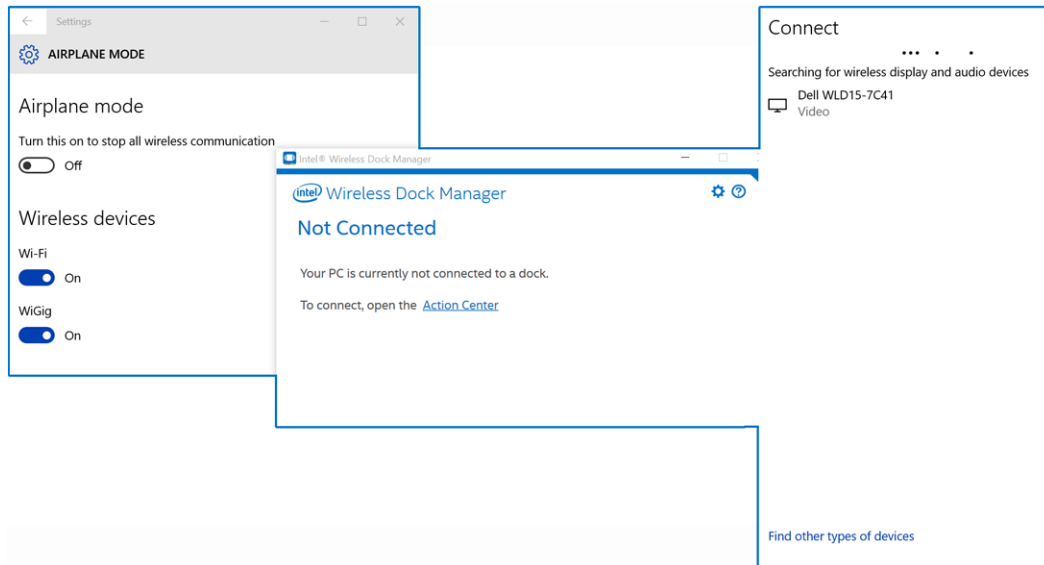 Settings
AIRPLANE MODE
Airplane mode
Turn this on to stop all wireless communication
Off
Wireless devices
Wi-Fi
On
WiGig
On
Intel® Wireless Dock Manager
intel Wireless Dock Manager
Not Connected
Your PC is currently not connected to a dock.
To connect, open the Action Center
Connect
Searching for wireless display and audio devices
Dell WLD15-7C41
Video
Find other types of devices